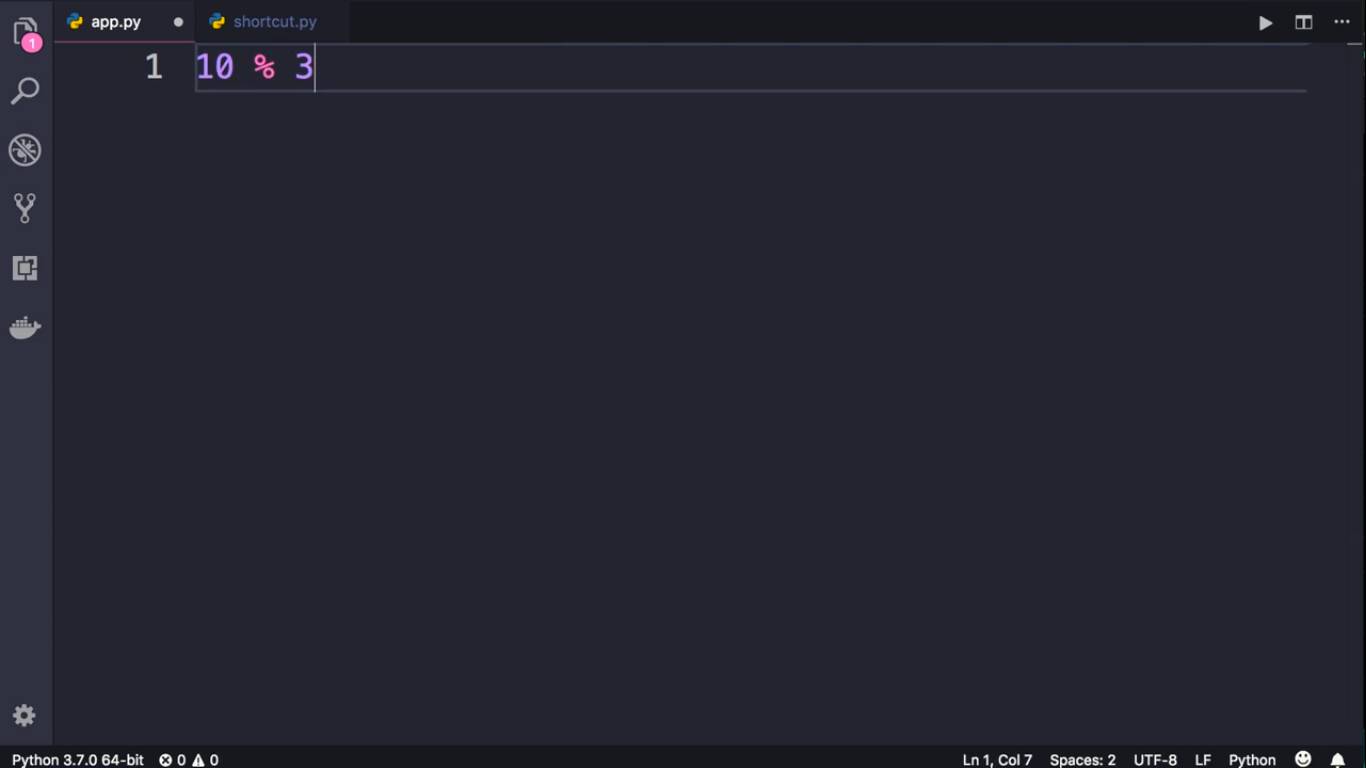 app.py shortcut.py
1
1 10 % 3
Python 3.7.0 64-bit 0 0 Ln 1, Col 7 Spaces: 2 UTF-8 LF Python